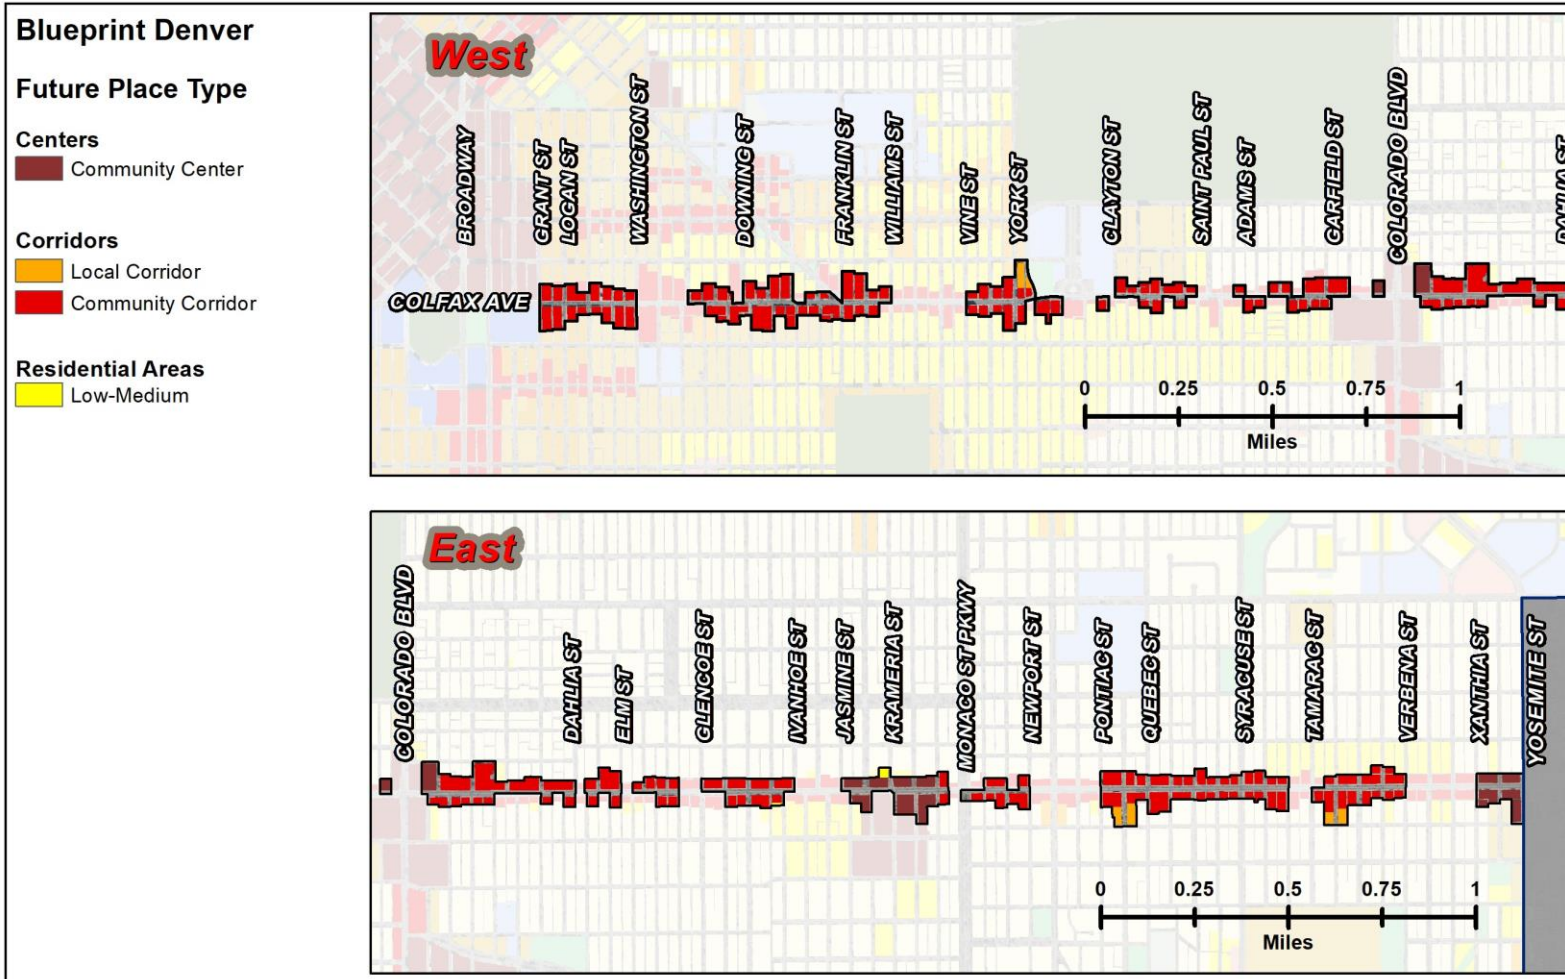 Blueprint Denver
Future Place Type
Centers
Community Center
Corridors
Local Corridor
Community Corridor
Residential Areas
Low-Medium
West
BROADWAY
GRANT ST
LOGAN ST
WASHINGTON ST
DOWNING ST
FRANKLIN ST
WILLIAMS ST
VINE ST
YORK ST
CLAYTON ST
SAINT PAUL ST
ADAMS ST
GARFIELD ST
COLORADO BLVD
DAHLIA ST
COLFAX AVE
0 0.25 0.5 0.75 1
Miles
East
COLORADO BLVD
DAHLIA ST
ELM ST
GLENCOE ST
IVANHOE ST
JASMINE ST
KRAMERIA ST
MONACO ST PKWY
NEWPORT ST
PONTIAC ST
QUEBEC ST
SYRACUSE ST
TAMARAC ST
VERBENA ST
XANTHIA ST
YOSEMITE ST
0 0.25 0.5 0.75 1
Miles